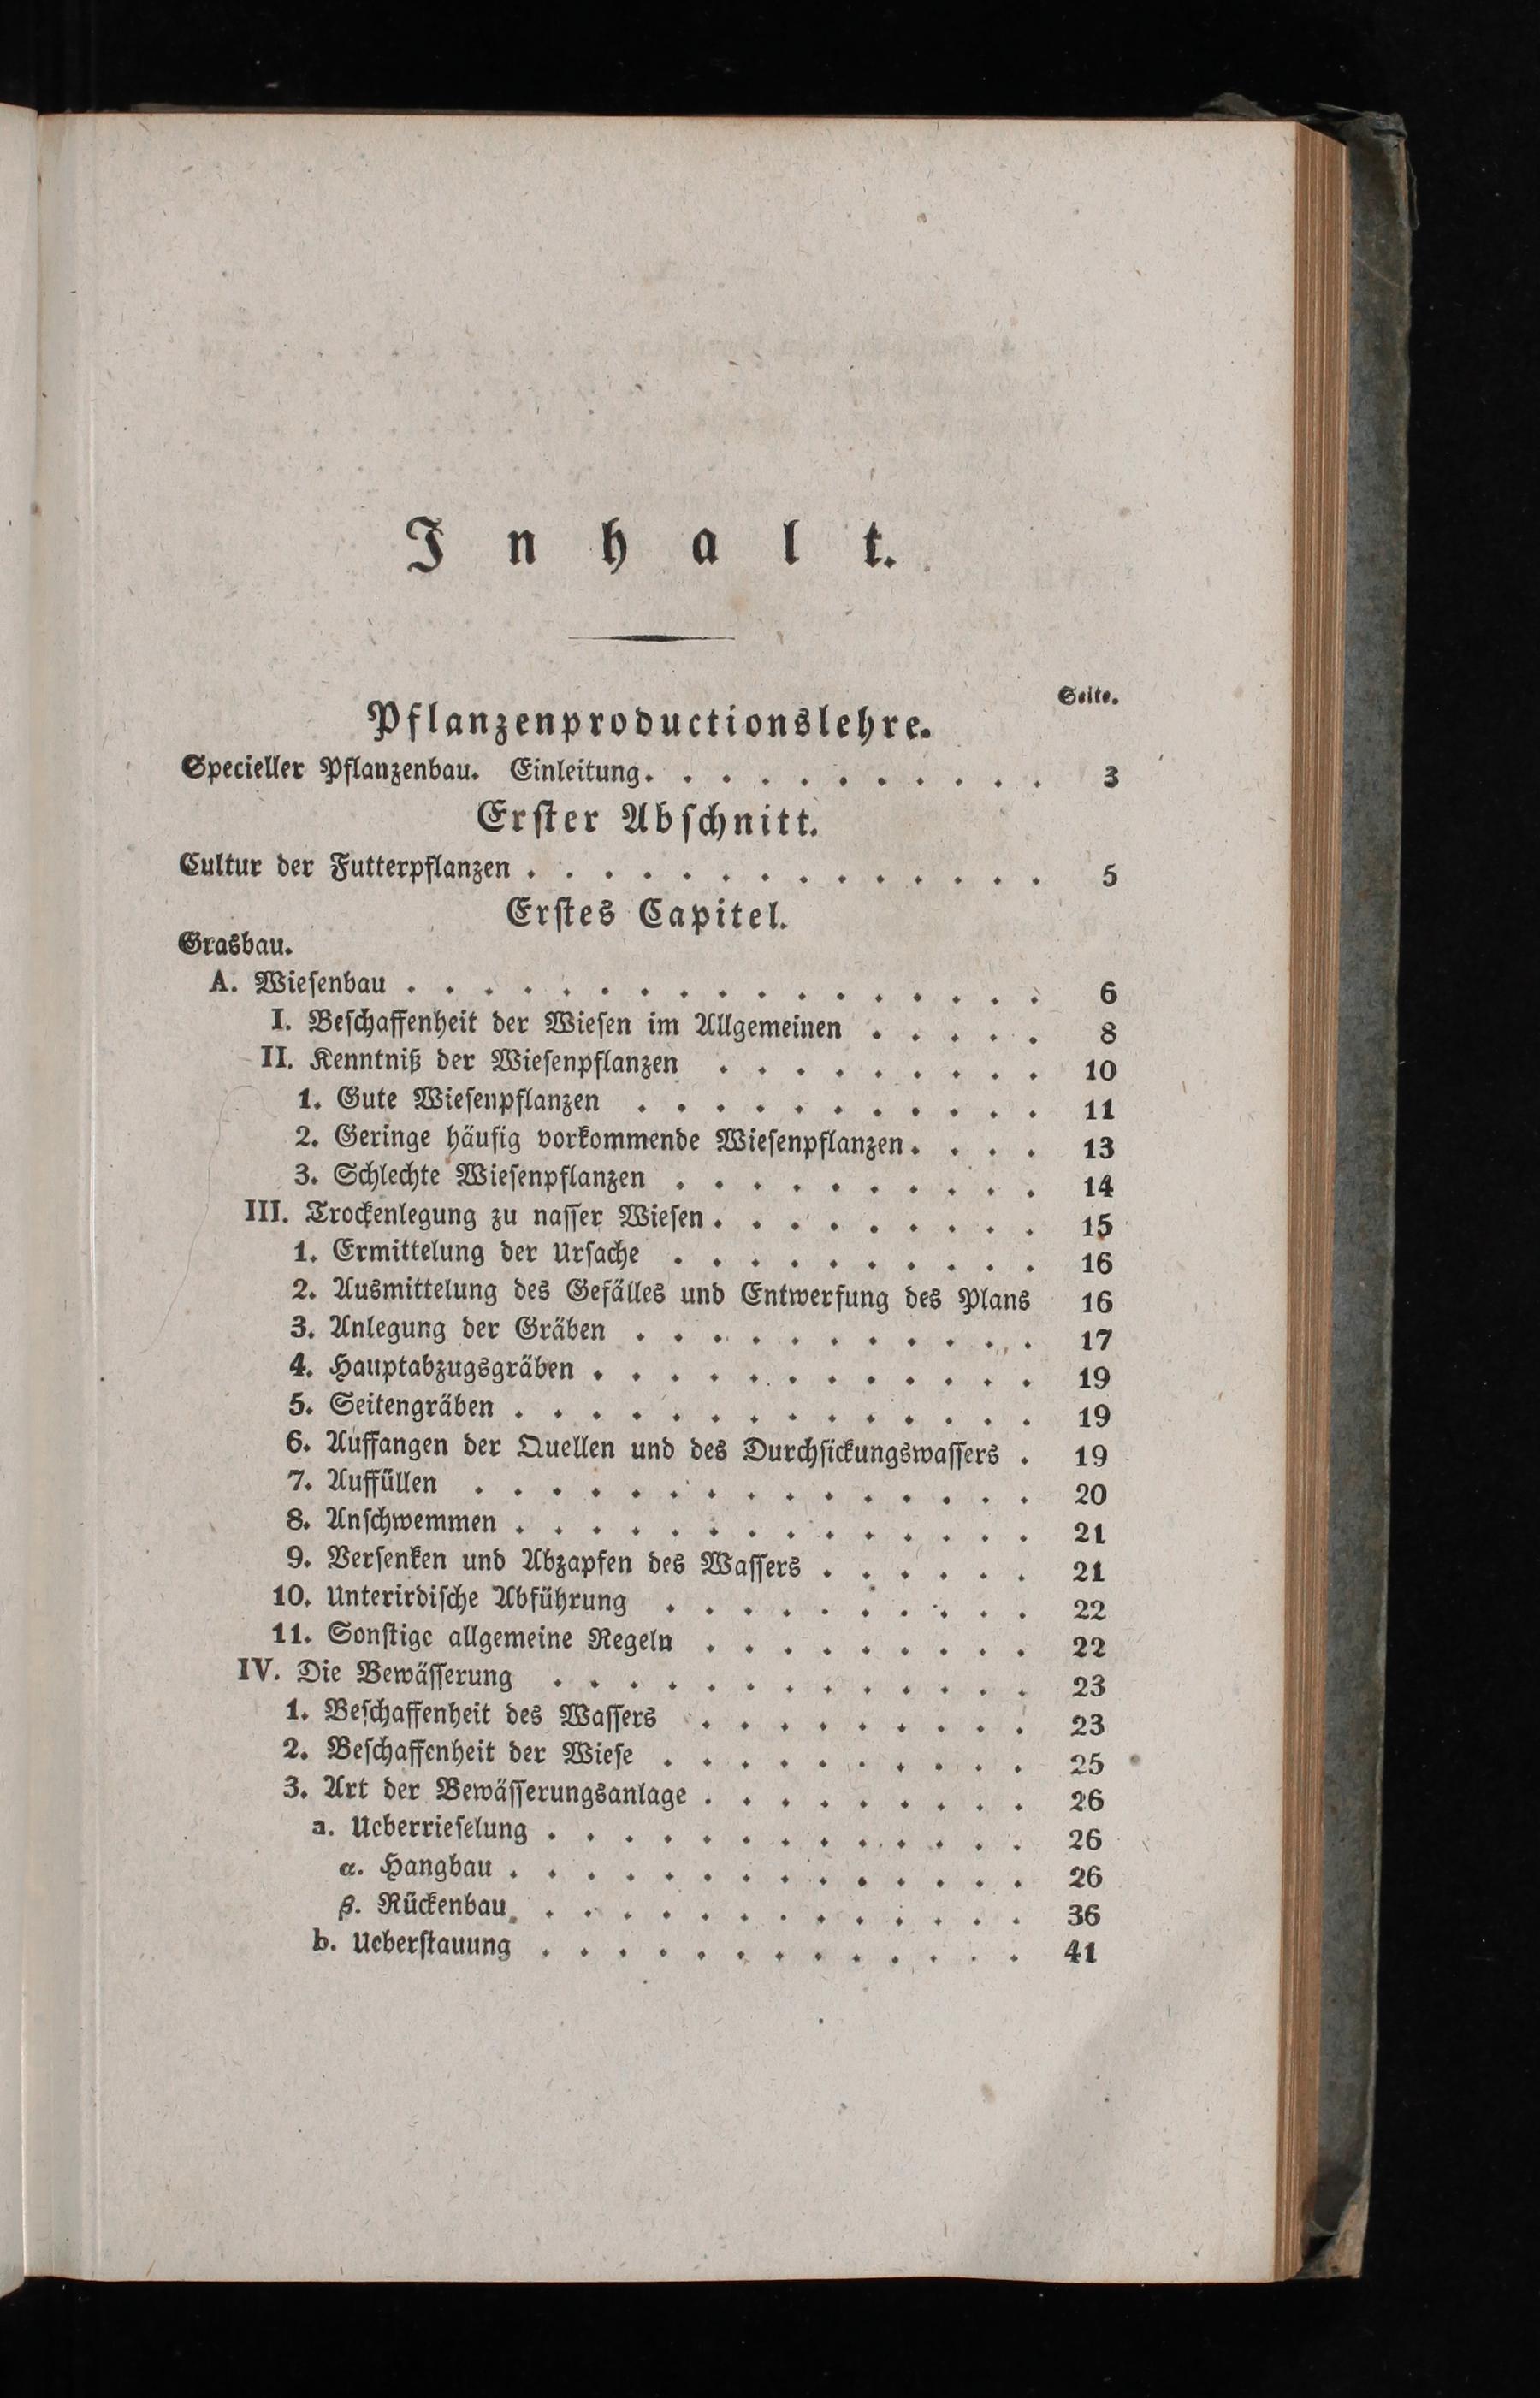 Inhalt.
Seite.
Pflanzenproductionslehre.
Specieller Pflanzenbau. Einleitung. . . . . . . . . . . 3
Erſter Abſchnitt.
Cultur der Futterpflanzen . . . . . . . . . . . . . . 5
Erſtes Capitel.
Grasbau.
A. Wieſenbau . . . . . . . . . . . . . . . . . 6
I. Beſchaffenheit der Wieſen im Allgemeinen . . . . . 8
II. Kenntniß der Wieſenpflanzen . . . . . . . . . 10
1. Gute Wieſenpflanzen . . . . . . . . . . . 11
2. Geringe häufig vorkommende Wieſenpflanzen. . . . 13
3. Schlechte Wieſenpflanzen . . . . . . . . . . 14
III. Trockenlegung zu naſſer Wieſen . . . . . . . . . 15
1. Ermittelung der Urſache . . . . . . . . . . 16
2. Ausmittelung des Gefälles und Entwerfung des Plans 16
3. Anlegung der Gräben . . . . . . . . . . . 17
4. Hauptabzugsgräben . . . . . . . . . . . . 19
5. Seitengräben . . . . . . . . . . . . . . 19
6. Auffangen der Quellen und des Durchſickungswaſſers . 19
7. Auffüllen . . . . . . . . . . . . . . . 20
8. Anſchwemmen . . . . . . . . . . . . . . 21
9. Verſenken und Abzapfen des Waſſers . . . . . . 21
10. Unterirdiſche Abführung . . . . . . . . . . 22
11. Sonſtige allgemeine Regeln . . . . . . . . . 22
IV. Die Bewäſſerung . . . . . . . . . . . . . 23
1. Beſchaffenheit des Waſſers . . . . . . . . . 23
2. Beſchaffenheit der Wieſe . . . . . . . . . . 25
3. Art der Bewäſſerungsanlage . . . . . . . . . 26
a. Ueberrieſelung . . . . . . . . . . . . . 26
α. Hangbau . . . . . . . . . . . . . . 26
β. Rückenbau . . . . . . . . . . . . . . 36
b. Ueberſtauung . . . . . . . . . . . . . 41